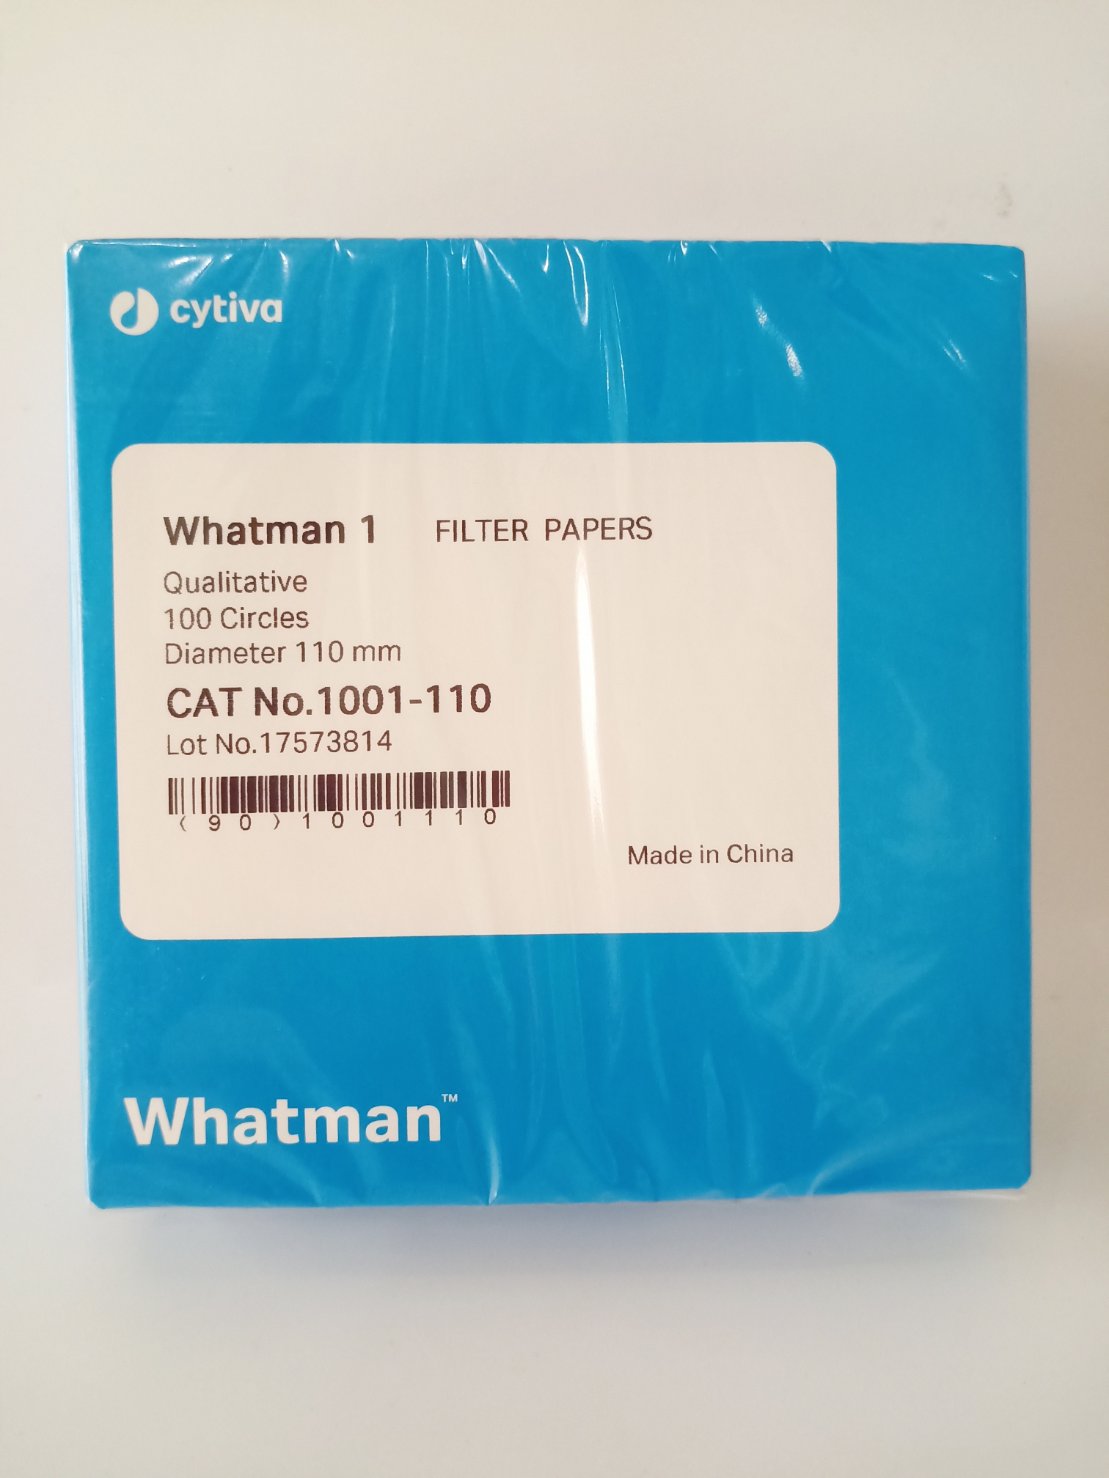 cytiva
Whatman 1 FILTER PAPERS
Qualitative
100 Circles
Diameter 110 mm
CAT No.1001-110
Lot No.17573814
(90)1001110
Made in China
Whatman™